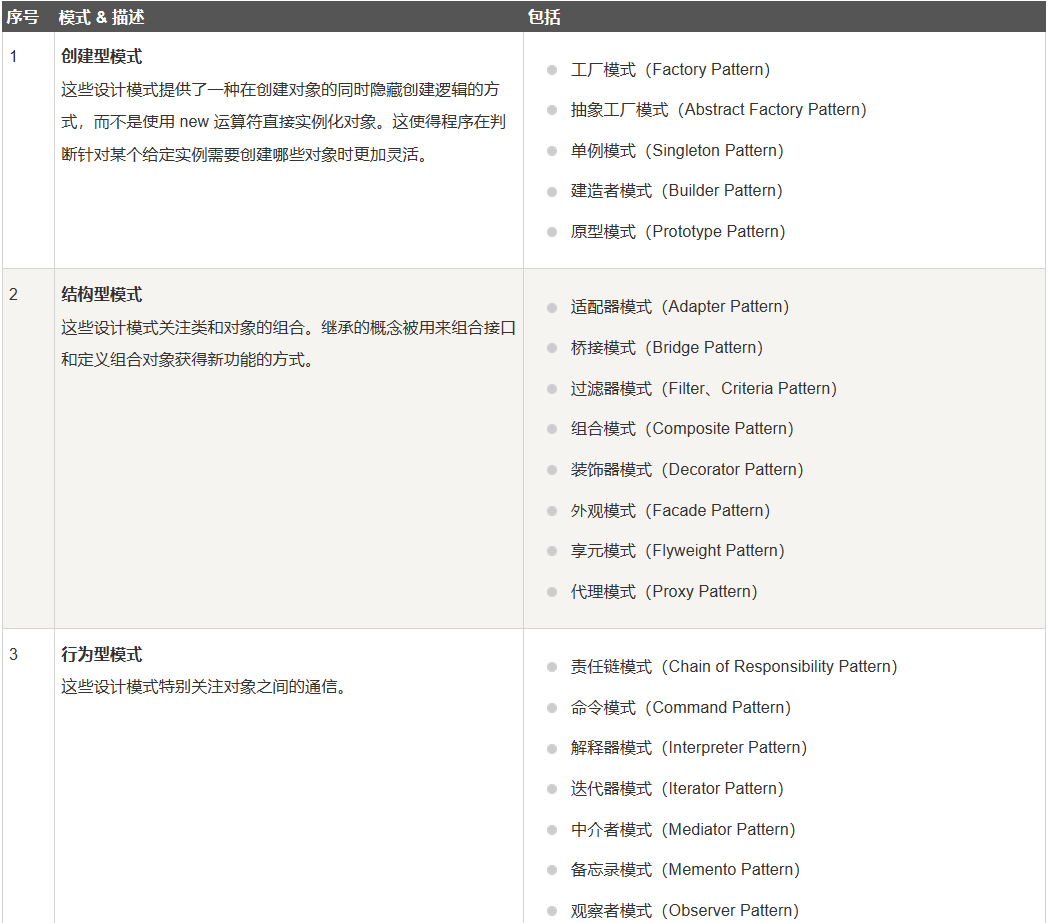 序号 模式 & 描述 包括
1 创建型模式
这些设计模式提供了一种在创建对象的同时隐藏创建逻辑的方
式，而不是使用 new 运算符直接实例化对象。这使得程序在判
断针对某个给定实例需要创建哪些对象时更加灵活。
工厂模式（Factory Pattern）
抽象工厂模式（Abstract Factory Pattern）
单例模式（Singleton Pattern）
建造者模式（Builder Pattern）
原型模式（Prototype Pattern）
2 结构型模式
这些设计模式关注类和对象的组合。继承的概念被用来组合接口
和定义组合对象获得新功能的方式。
适配器模式（Adapter Pattern）
桥接模式（Bridge Pattern）
过滤器模式（Filter、Criteria Pattern）
组合模式（Composite Pattern）
装饰器模式（Decorator Pattern）
外观模式（Facade Pattern）
享元模式（Flyweight Pattern）
代理模式（Proxy Pattern）
3 行为型模式
这些设计模式特别关注对象之间的通信。
责任链模式（Chain of Responsibility Pattern）
命令模式（Command Pattern）
解释器模式（Interpreter Pattern）
迭代器模式（Iterator Pattern）
中介者模式（Mediator Pattern）
备忘录模式（Memento Pattern）
观察者模式（Observer Pattern）